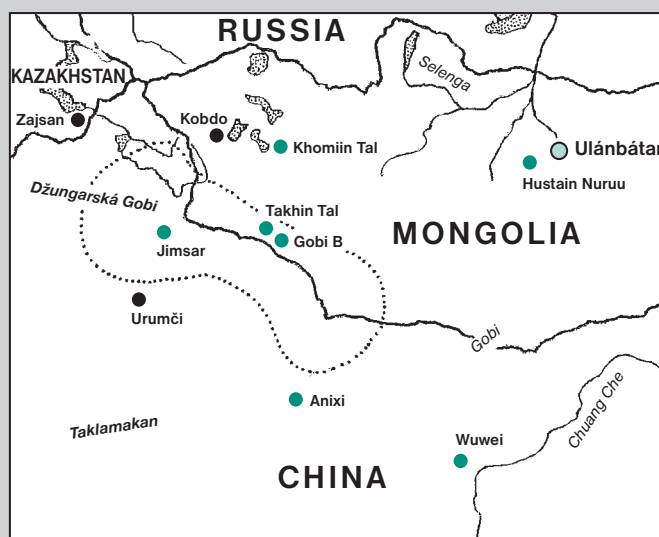 RUSSIA
KAZAKHSTAN
Selenga
Zajsan
Kobdo
Khomiin Tal
Ulánbátar
Hustain Nuruu
Džungarská Gobi
Takhin Tal
Gobi B
MONGOLIA
Jimsar
Urumči
Gobi
Anixi
Chuang Che
Taklamakan
Wuwei
CHINA